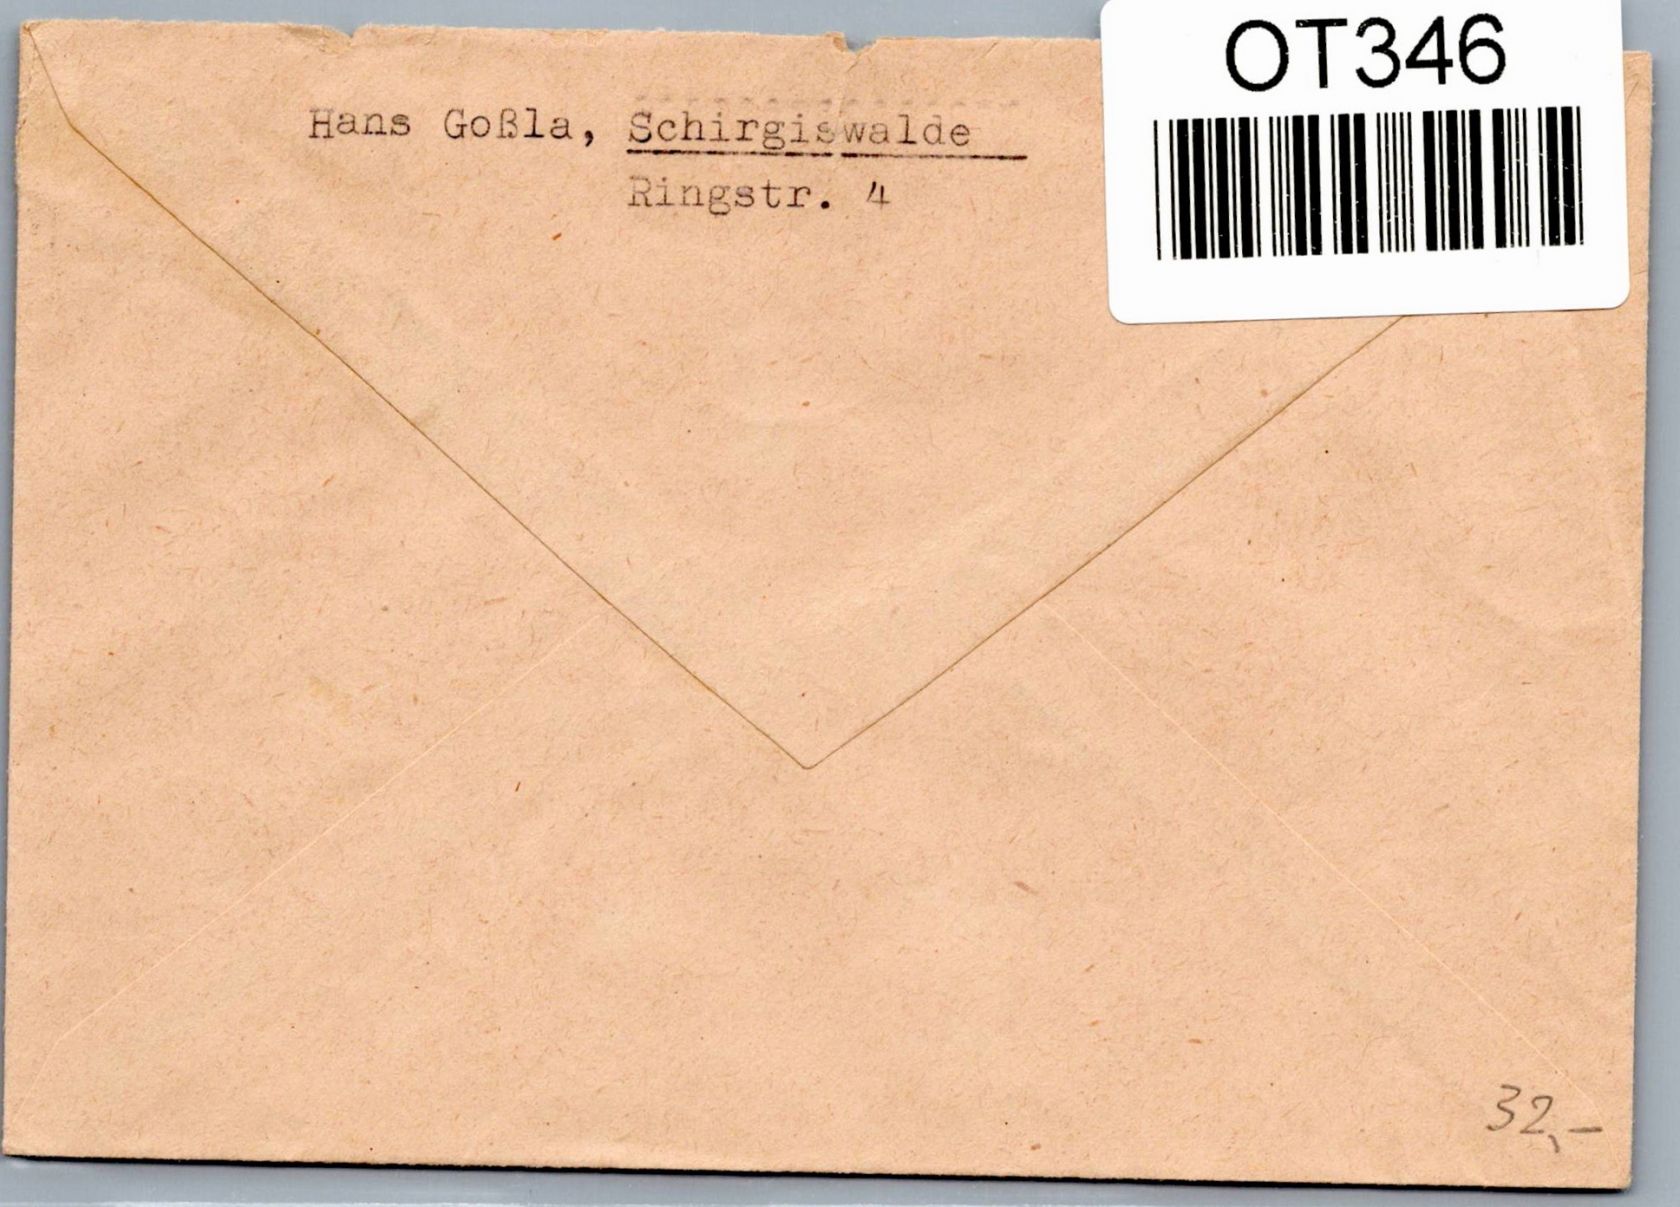 OT346
Hans Goßla, Schirgiswalde
Ringstr. 4
32,–